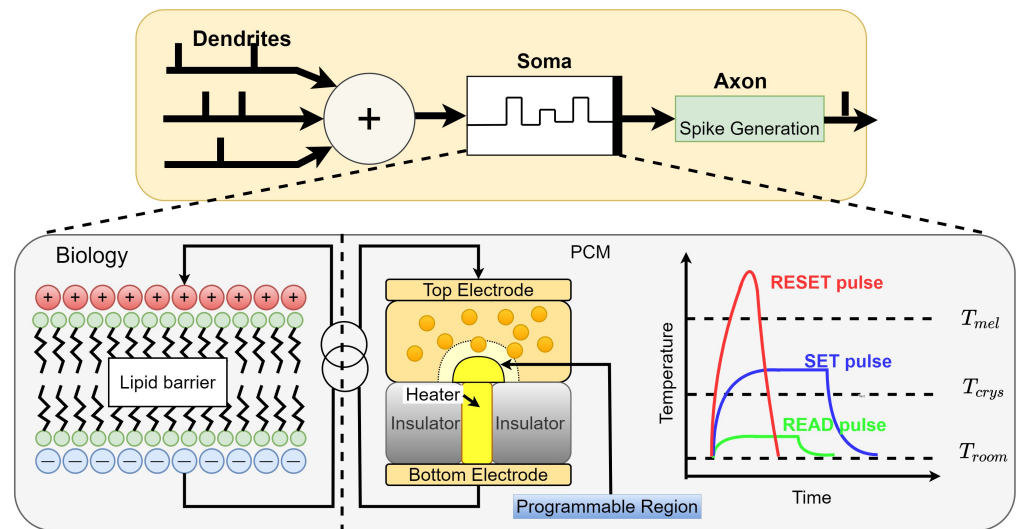 Dendrites
Soma
Axon
+
Spike Generation
Biology
PCM
+ + + + + + + + + +
Top Electrode
RESET pulse
T_mel
Lipid barrier
SET pulse
Temperature
Heater
T_crys
Insulator
Insulator
READ pulse
T_room
− − − − − − − − − −
Bottom Electrode
Programmable Region
Time